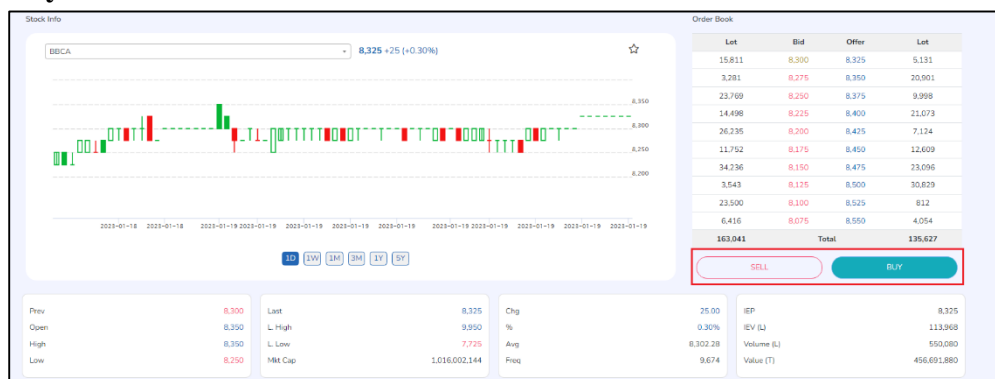 Stock Info
Order Book
BBCA
8,325 +25 (+0.30%)
Lot Bid Offer Lot
15,811 8,300 8,325 5,131
3,281 8,275 8,350 20,901
23,769 8,250 8,375 9,998
14,498 8,225 8,400 21,073
26,235 8,200 8,425 7,124
11,752 8,175 8,450 12,609
34,236 8,150 8,475 23,096
3,543 8,125 8,500 30,829
23,500 8,100 8,525 812
6,416 8,075 8,550 4,054
163,041 Total 135,627
SELL BUY
8,350
8,300
8,250
8,200
2023-01-18 2023-01-18 2023-01-19 2023-01-19 2023-01-19 2023-01-19 2023-01-19 2023-01-19 2023-01-19 2023-01-19 2023-01-19 2023-01-19
1D 1W 1M 3M 1Y 5Y
Prev 8,300 Last 8,325 Chg 25.00 IEP 8,325
Open 8,350 L. High 9,950 % 0.30% IEV (L) 113,968
High 8,350 L. Low 7,725 Avg 8,302.28 Volume (L) 550,080
Low 8,250 Mkt Cap 1,016,002,144 Freq 9,674 Value (T) 456,691,880